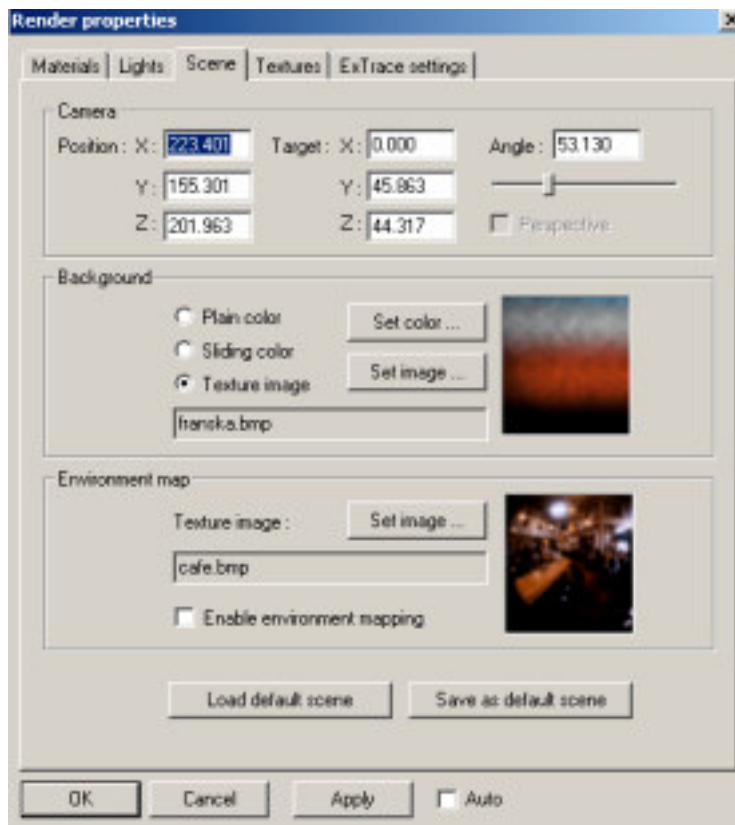 Render properties
Materials Lights Scene Textures ExTrace settings
Camera
Position : X : 223.401 Target : X : 0.000 Angle : 53.130
Y : 155.301 Y : 45.863
Z : 201.963 Z : 44.317 Perspective
Background
Plain color Set color ...
Sliding color
Texture image Set image ...
franska.bmp
Environment map
Texture image : Set image ...
cafe.bmp
Enable environment mapping
Load default scene Save as default scene
OK Cancel Apply Auto